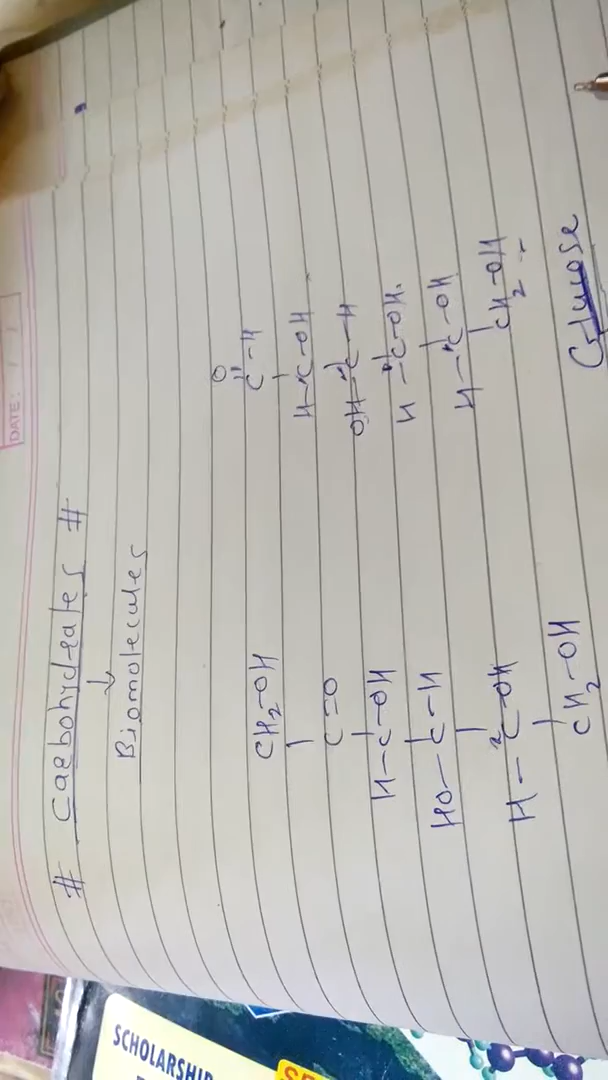 DATE: / /
# Carbohydrates #
↓
Biomolecules
CH2-OH
C=O
H-C-OH
HO-C-H
H-C-OH
CH2-OH
O
C-H
H-C-OH
OH-C-H
H-C-OH
H-C-OH
CH2-OH
Glucose
SCHOLARSHIP